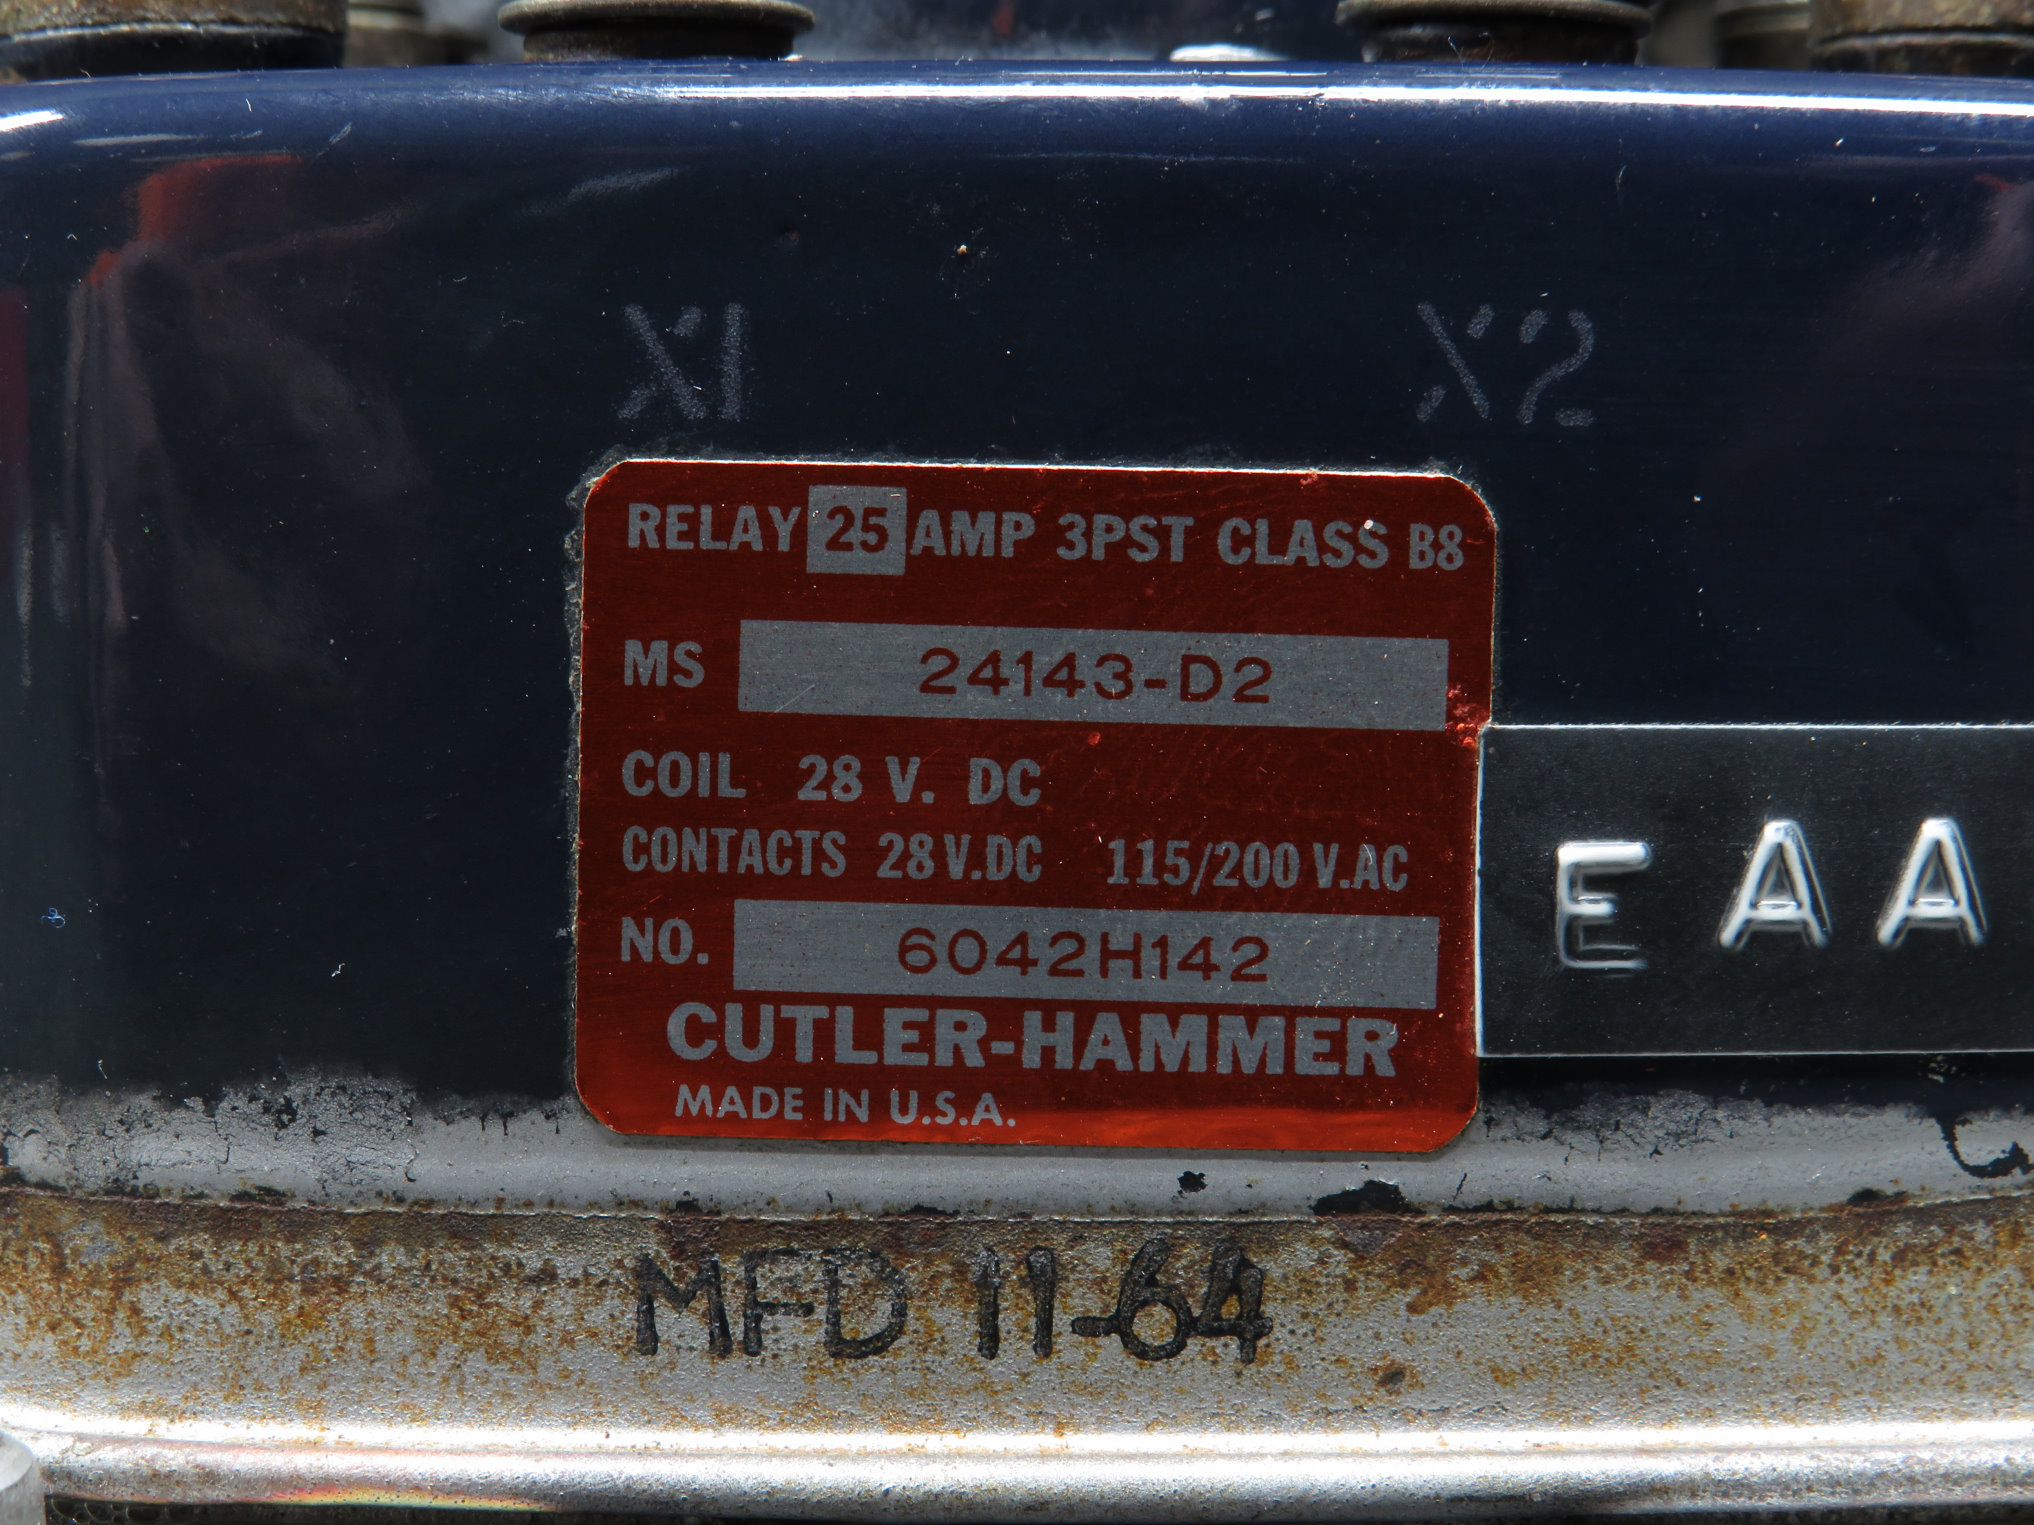 X1 X2
RELAY 25 AMP 3PST CLASS B8
MS 24143-D2
COIL 28 V. DC
CONTACTS 28 V.DC 115/200 V.AC
NO. 6042H142
CUTLER-HAMMER
MADE IN U.S.A.
EAA
MFD 11-64